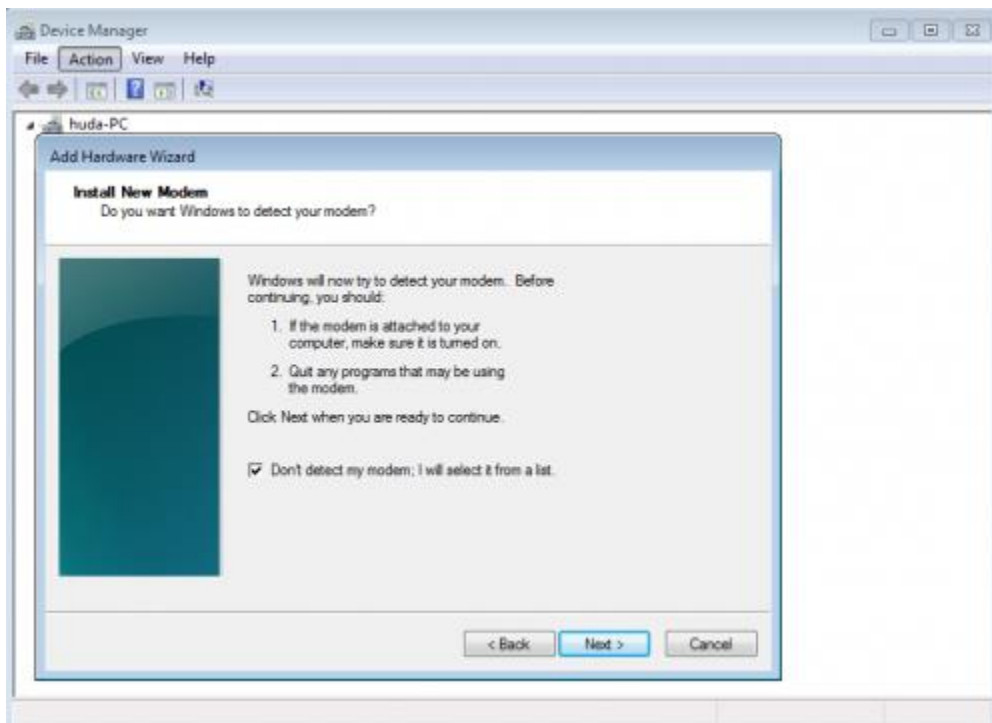 Device Manager
File Action View Help
huda-PC
Add Hardware Wizard
Install New Modem
Do you want Windows to detect your modem?
Windows will now try to detect your modem. Before
continuing, you should:
1. If the modem is attached to your
computer, make sure it is turned on.
2. Quit any programs that may be using
the modem.
Click Next when you are ready to continue.
Don't detect my modem; I will select it from a list.
< Back Next > Cancel